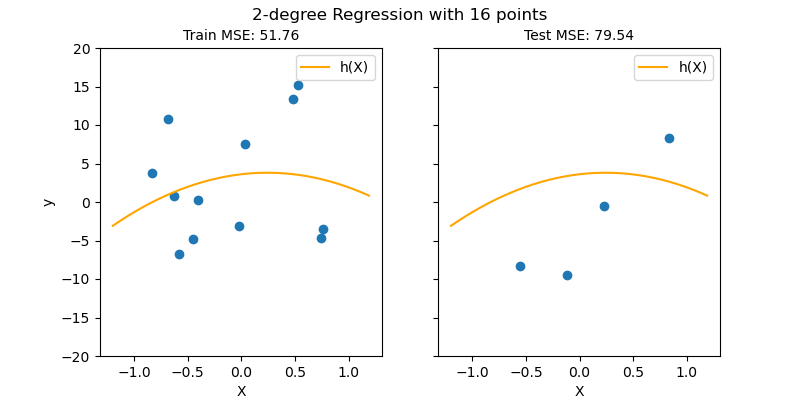 2-degree Regression with 16 points
Train MSE: 51.76
Test MSE: 79.54
20
15
10
5
0
−5
−10
−15
−20
y
h(X)
h(X)
−1.0 −0.5 0.0 0.5 1.0
−1.0 −0.5 0.0 0.5 1.0
X
X